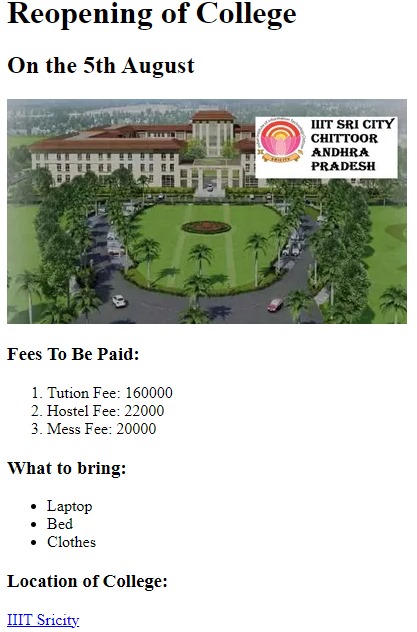 Reopening of College
On the 5th August
IIIT SRI CITY
CHITTOOR
ANDHRA
PRADESH
SRICITY
Fees To Be Paid:
1. Tution Fee: 160000
2. Hostel Fee: 22000
3. Mess Fee: 20000
What to bring:
• Laptop
• Bed
• Clothes
Location of College:
IIIT Sricity